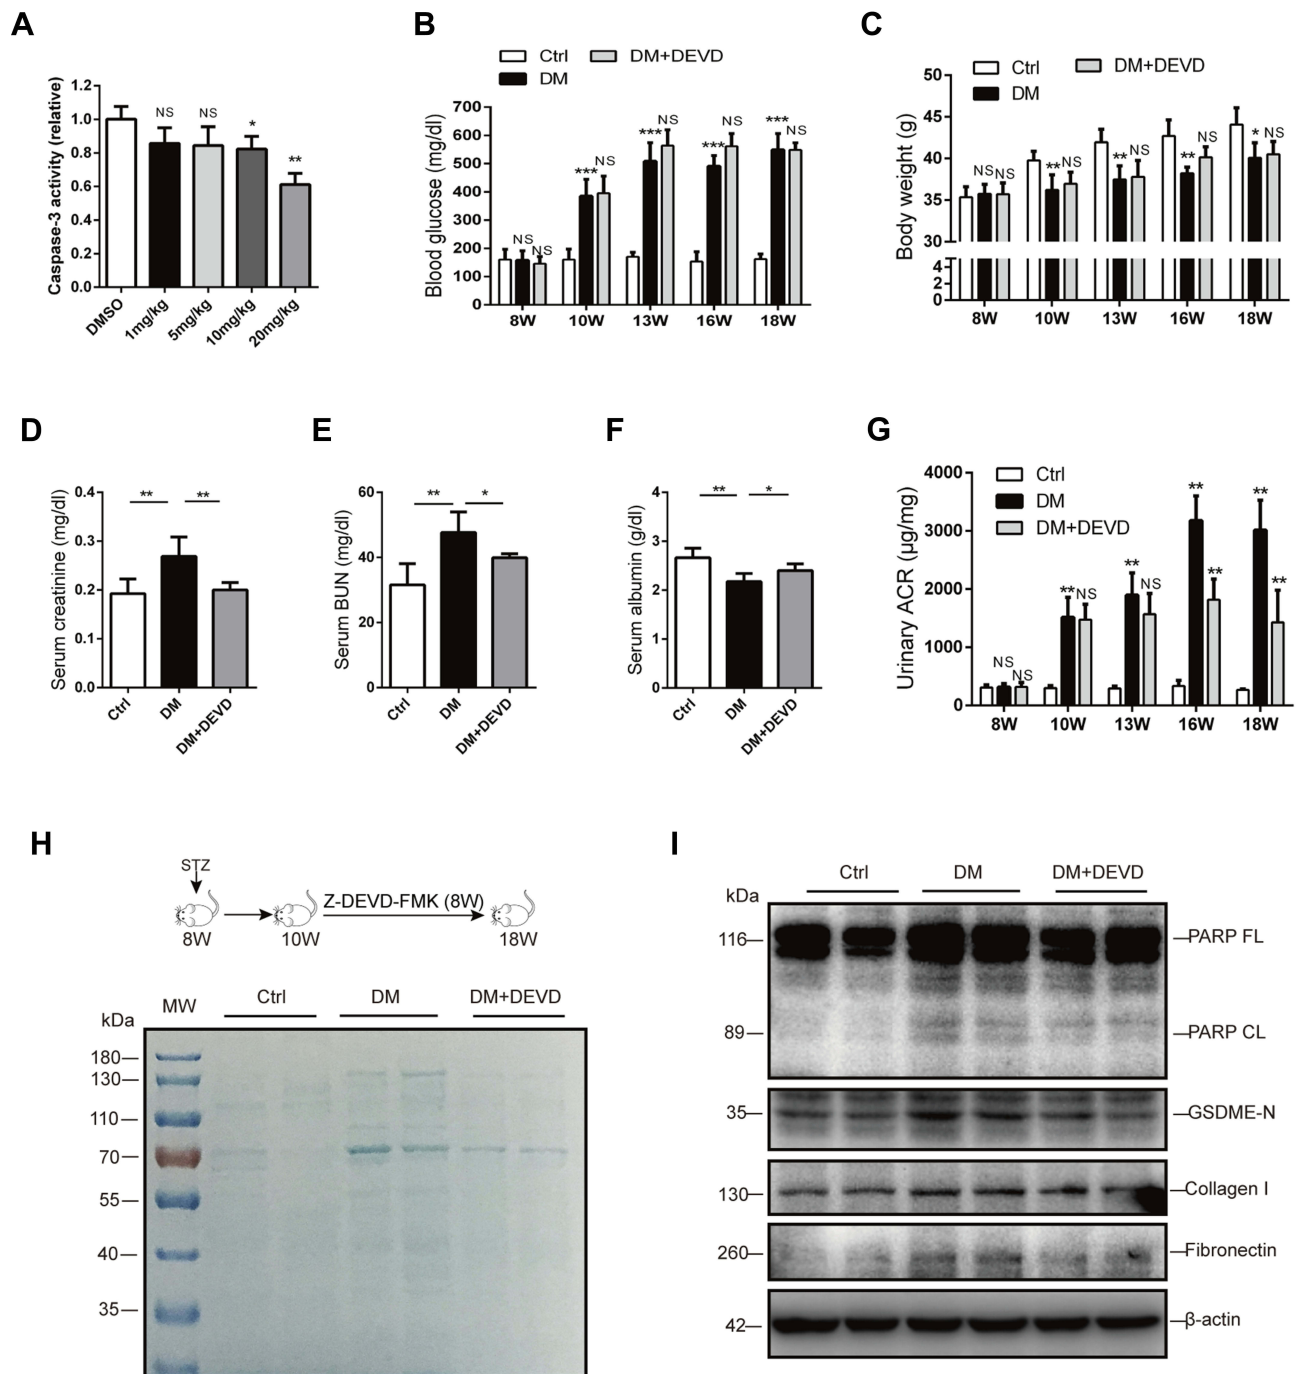 A
Caspase-3 activity (relative)
1.2
1.0
0.8
0.6
0.4
0.2
0.0
NS
NS
*
**
DMSO
1mg/kg
5mg/kg
10mg/kg
20mg/kg
B
Ctrl
DM+DEVD
DM
Blood glucose (mg/dl)
700
600
500
400
300
200
100
0
NS
NS
***
NS
***
NS
***
NS
***
NS
8W
10W
13W
16W
18W
C
Ctrl
DM+DEVD
DM
Body weight (g)
50
45
40
35
30
4
2
0
NS
NS
**
NS
**
NS
**
NS
*
NS
8W
10W
13W
16W
18W
D
Serum creatinine (mg/dl)
0.4
0.3
0.2
0.1
0.0
**
**
Ctrl
DM
DM+DEVD
E
Serum BUN (mg/dl)
60
40
20
0
**
*
Ctrl
DM
DM+DEVD
F
Serum albumin (g/dl)
4
3
2
1
0
**
*
Ctrl
DM
DM+DEVD
G
Ctrl
DM
DM+DEVD
Urinary ACR (μg/mg)
4000
3000
2000
1000
0
NS
NS
**
NS
**
NS
**
**
**
**
8W
10W
13W
16W
18W
H
STZ
Z-DEVD-FMK (8W)
8W
10W
18W
MW
Ctrl
DM
DM+DEVD
kDa
180
130
110
70
55
40
35
I
Ctrl
DM
DM+DEVD
kDa
116
PARP FL
89
PARP CL
35
GSDME-N
130
Collagen I
260
Fibronectin
42
β-actin